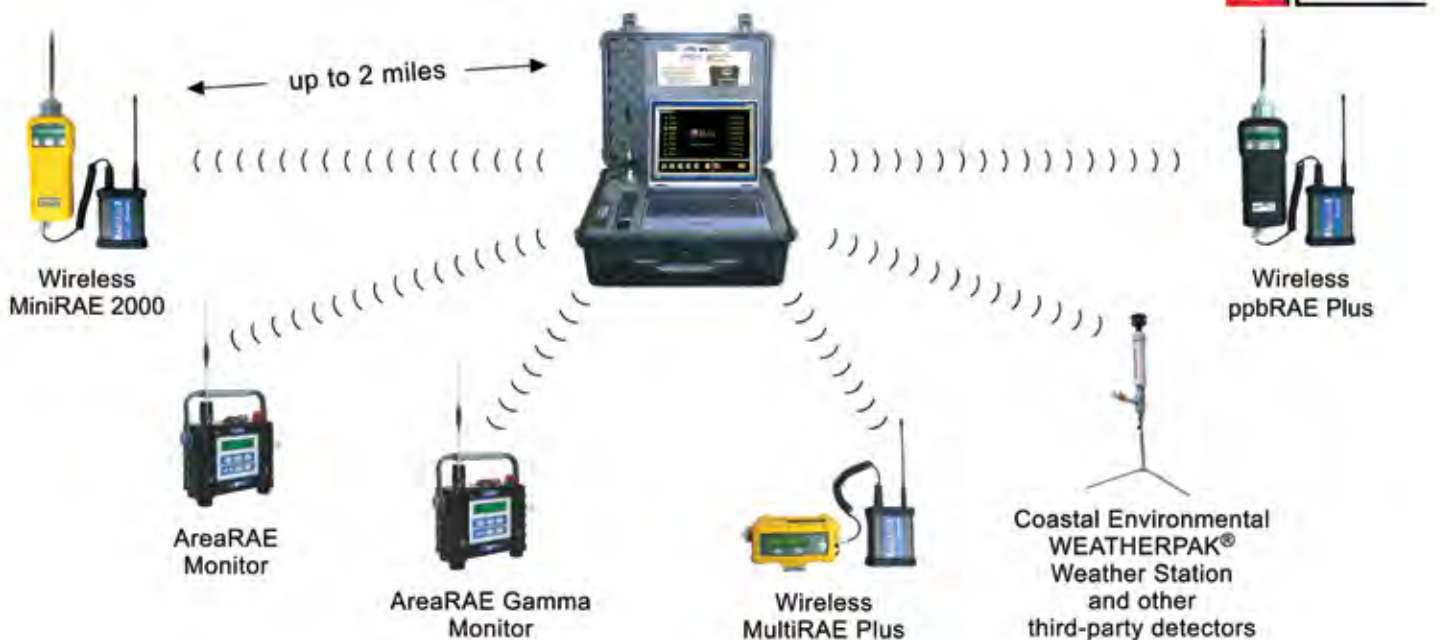 up to 2 miles
Wireless
MiniRAE 2000
Wireless
ppbRAE Plus
AreaRAE
Monitor
AreaRAE Gamma
Monitor
Wireless
MultiRAE Plus
Coastal Environmental
WEATHERPAK®
Weather Station
and other
third-party detectors